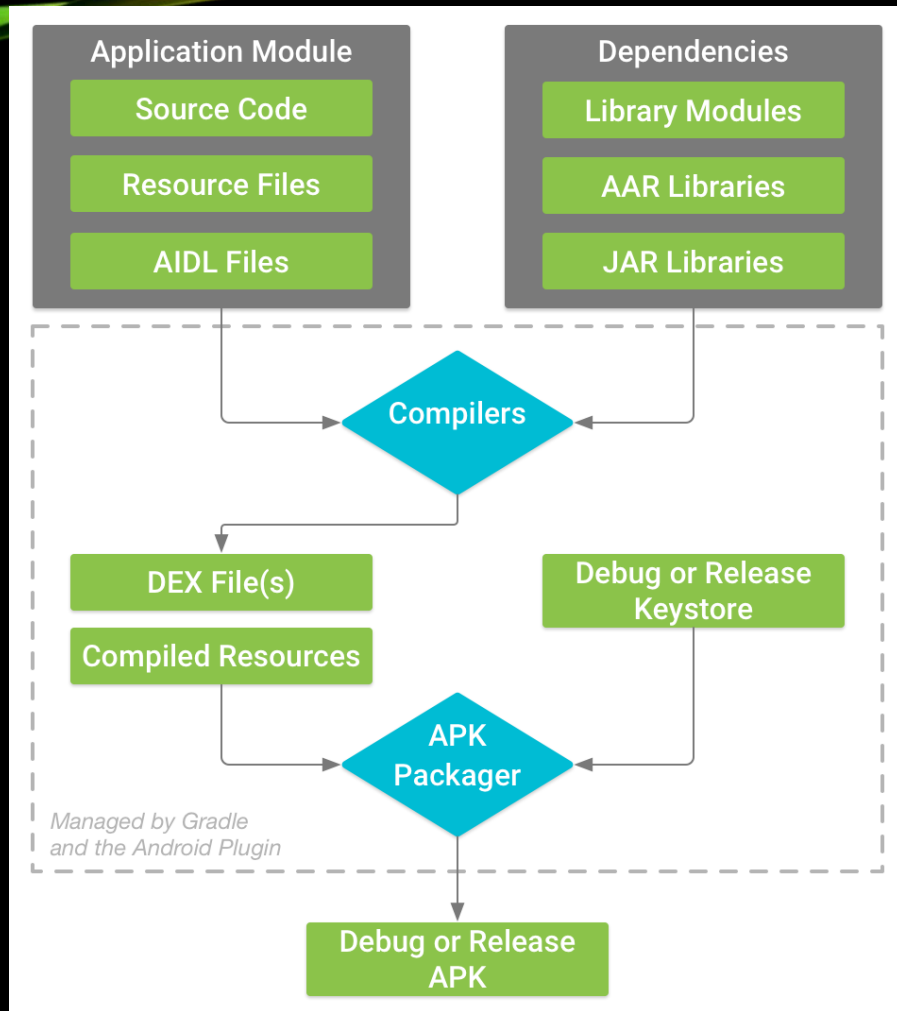 Application Module
Source Code
Resource Files
AIDL Files
Dependencies
Library Modules
AAR Libraries
JAR Libraries
Compilers
DEX File(s)
Compiled Resources
Debug or Release
Keystore
APK
Packager
Managed by Gradle
and the Android Plugin
Debug or Release
APK